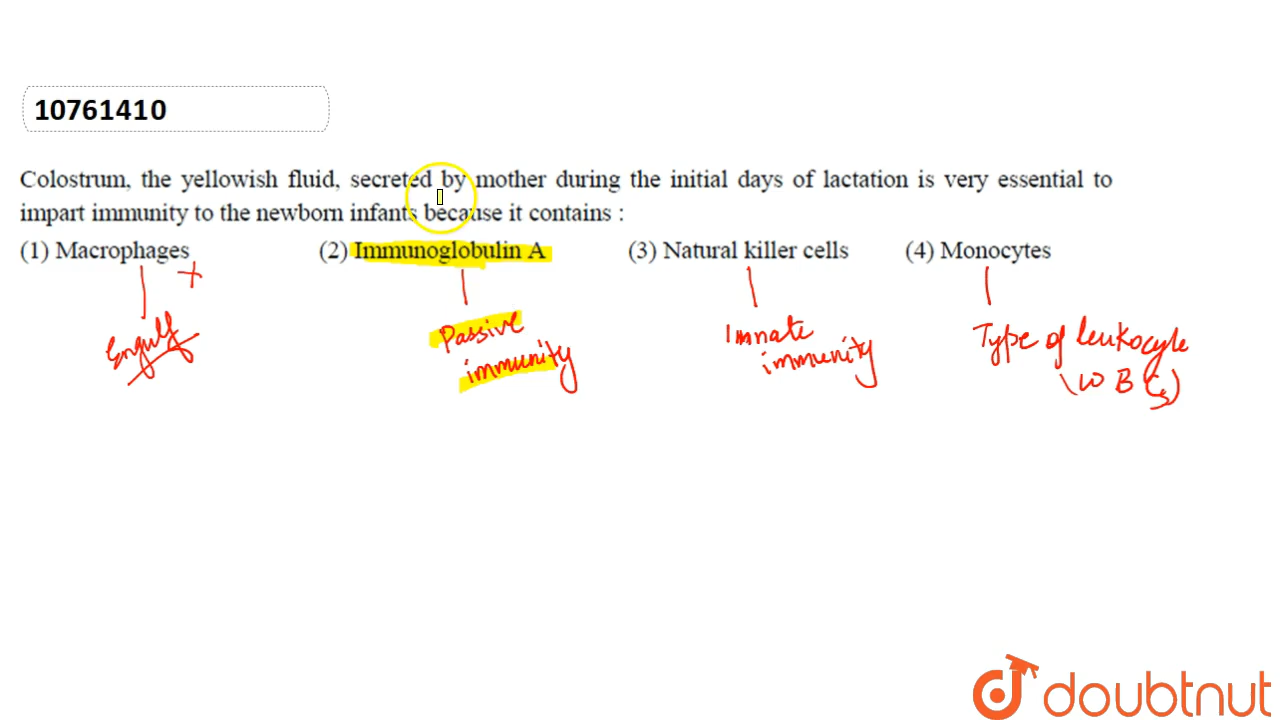 10761410
Colostrum, the yellowish fluid, secreted by mother during the initial days of lactation is very essential to
impart immunity to the newborn infants because it contains :
(1) Macrophages (2) Immunoglobulin A (3) Natural killer cells (4) Monocytes
Engulf
Passive
immunity
Innate
immunity
Type of leukocyte
(WBCs)
doubtnut